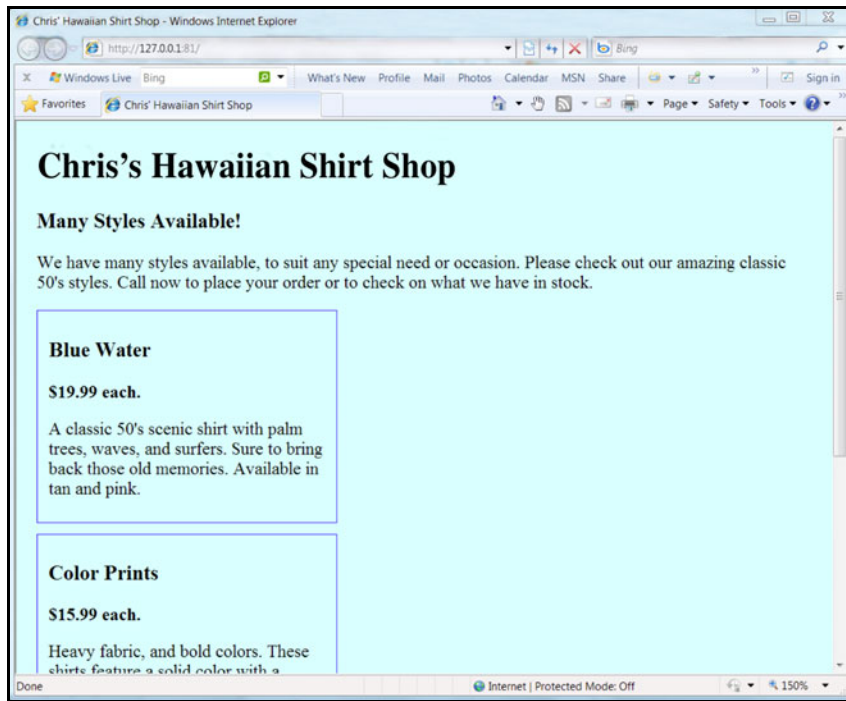 Chris' Hawaiian Shirt Shop - Windows Internet Explorer
http://127.0.0.1:81/ Bing
x Windows Live Bing What's New Profile Mail Photos Calendar MSN Share » Sign in
Favorites Chris' Hawaiian Shirt Shop Page Safety Tools »
Chris’s Hawaiian Shirt Shop
Many Styles Available!
We have many styles available, to suit any special need or occasion. Please check out our amazing classic
50's styles. Call now to place your order or to check on what we have in stock.
Blue Water
$19.99 each.
A classic 50's scenic shirt with palm
trees, waves, and surfers. Sure to bring
back those old memories. Available in
tan and pink.
Color Prints
$15.99 each.
Heavy fabric, and bold colors. These
shirts feature a solid color with a
Done Internet | Protected Mode: Off 150%